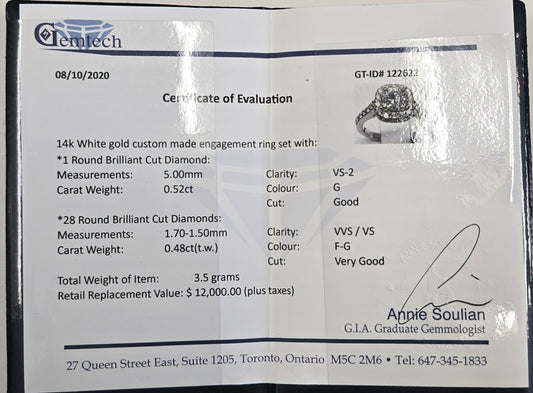 Gemtech
08/10/2020 GT-ID# 122622
Certificate of Evaluation
14k White gold custom made engagement ring set with:
*1 Round Brilliant Cut Diamond:
Measurements: 5.00mm Clarity: VS-2
Carat Weight: 0.52ct Colour: G
Cut: Good
*28 Round Brilliant Cut Diamonds:
Measurements: 1.70-1.50mm Clarity: VVS / VS
Carat Weight: 0.48ct(t.w.) Colour: F-G
Cut: Very Good
Total Weight of Item: 3.5 grams
Retail Replacement Value: $ 12,000.00 (plus taxes)
Annie Soulian
G.I.A. Graduate Gemmologist
27 Queen Street East, Suite 1205, Toronto, Ontario M5C 2M6 • Tel: 647-345-1833